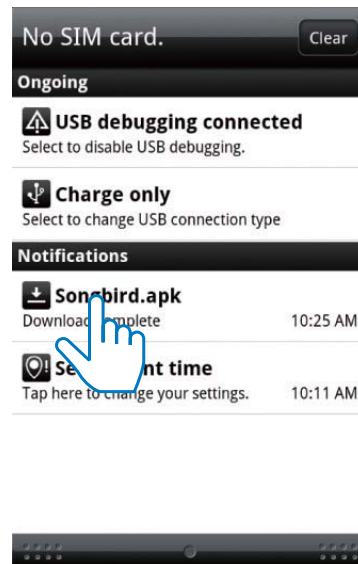 No SIM card.
Clear
Ongoing
USB debugging connected
Select to disable USB debugging.
Charge only
Select to change USB connection type
Notifications
Songbird.apk
Download complete
10:25 AM
time
Tap here to change your settings.
10:11 AM